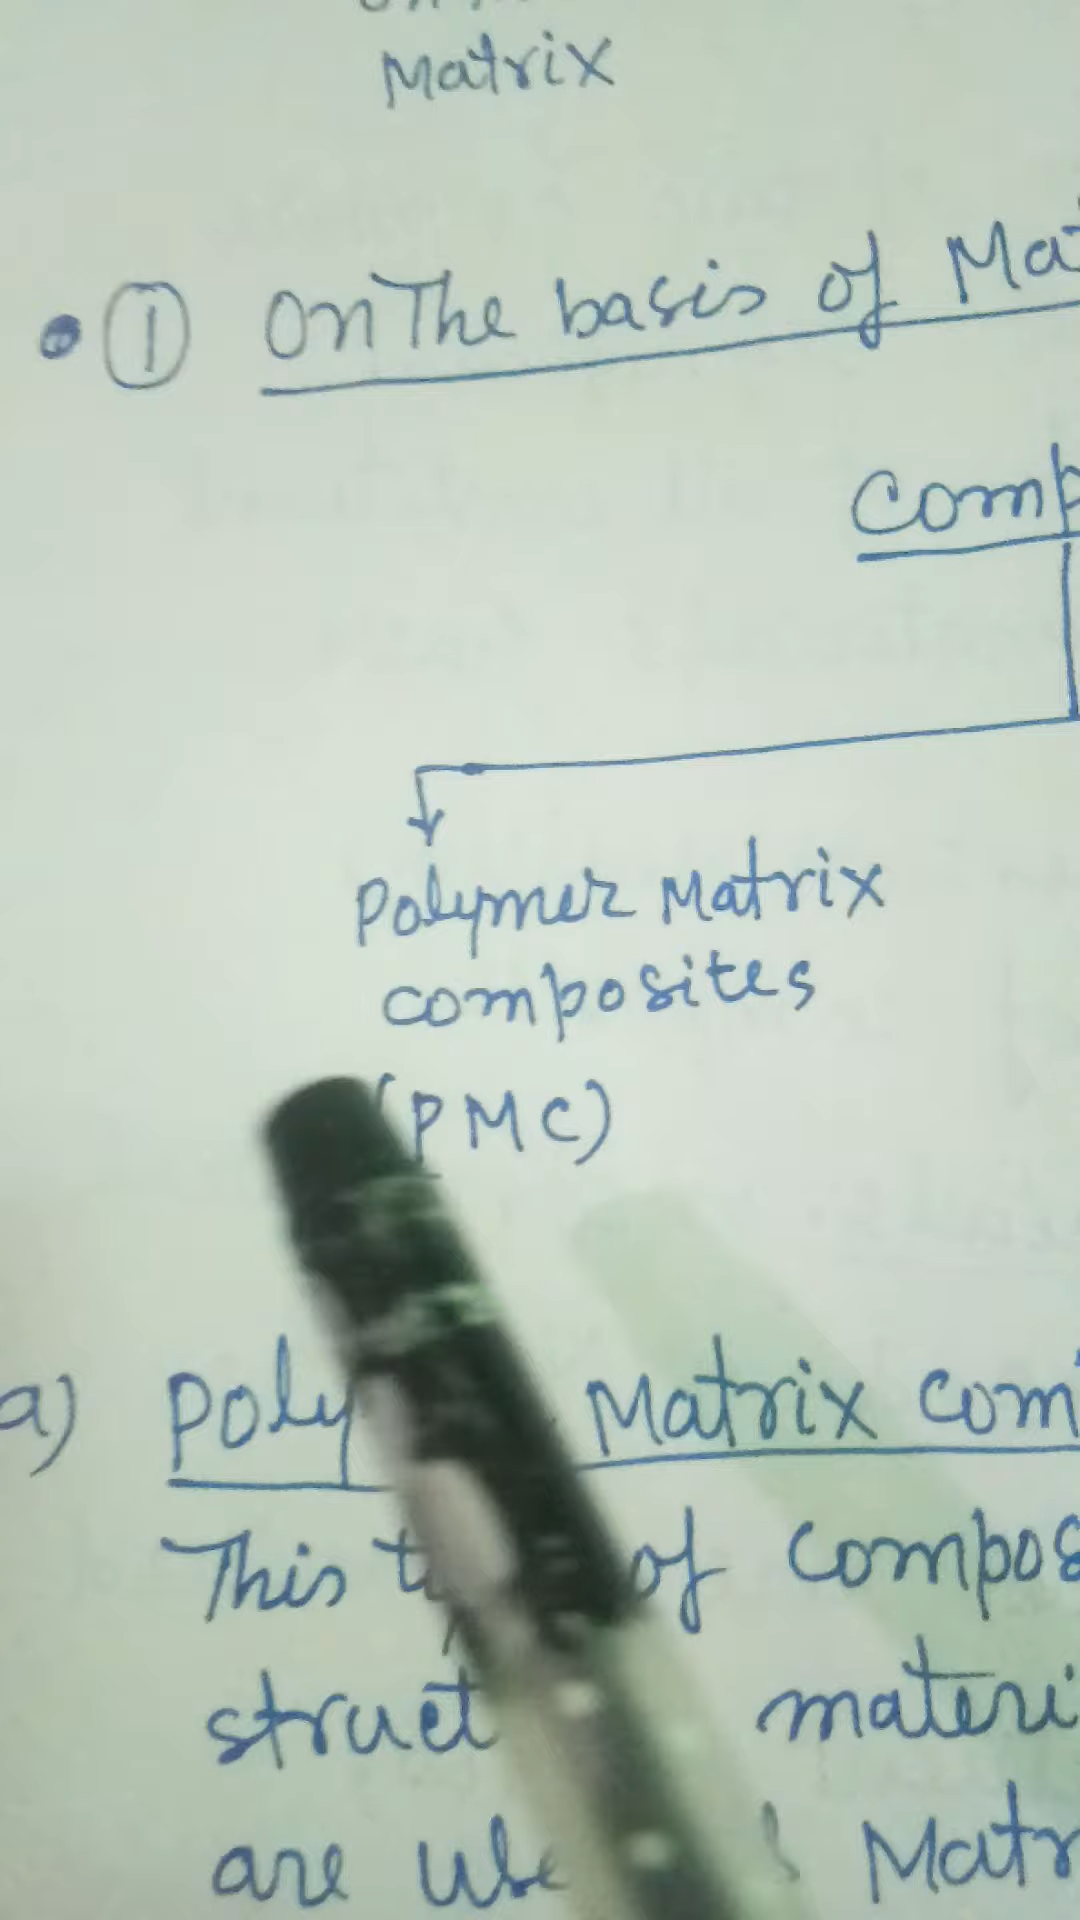 Matrix
① On The basis of Mat
Comp
Polymer Matrix
composites
(PMC)
a) Poly Matrix com
This of Compos
struct materi
are Matr